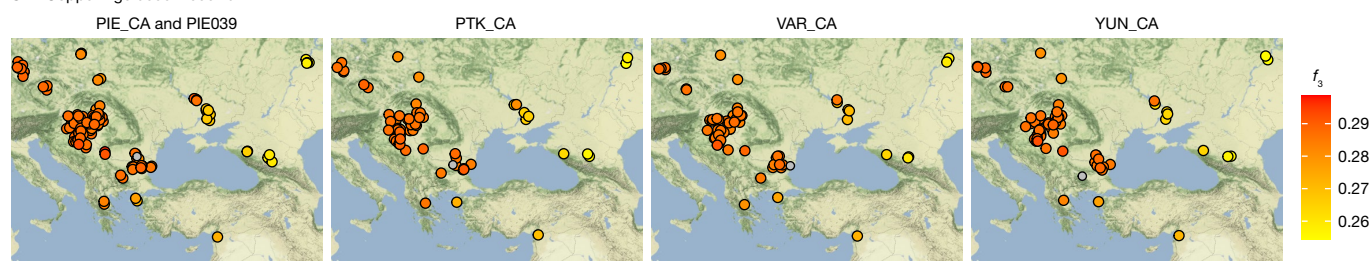 PIE_CA and PIE039
PTK_CA
VAR_CA
YUN_CA
f3
0.29
0.28
0.27
0.26